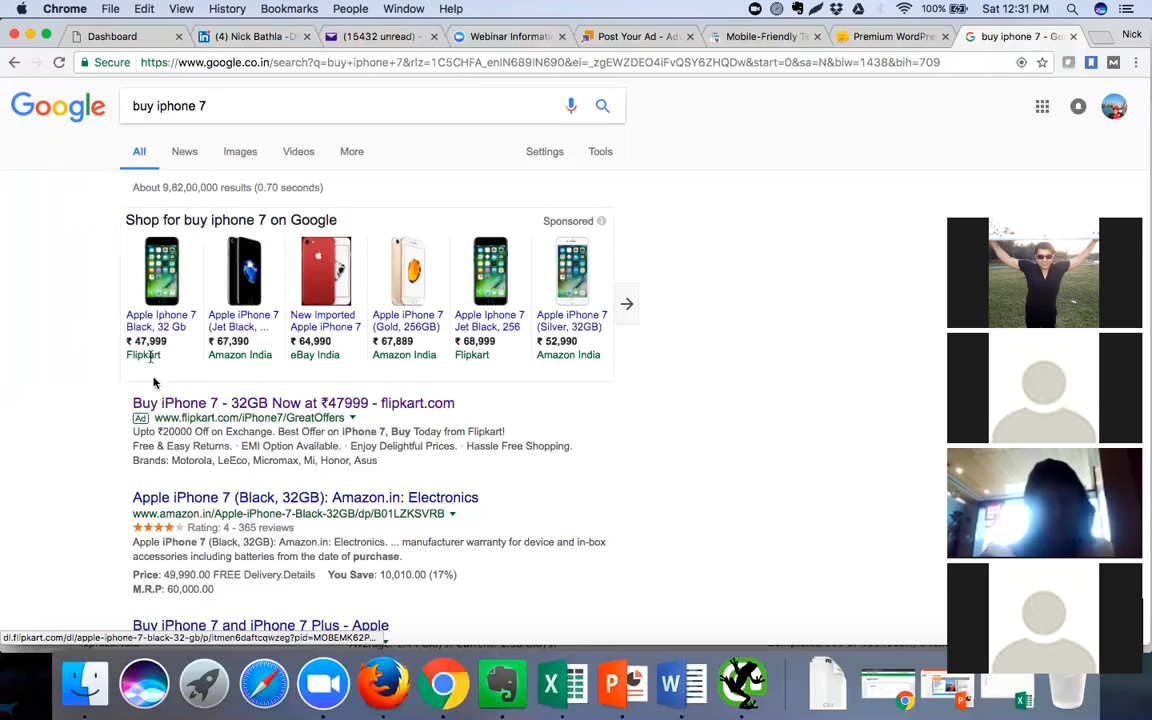 Chrome File Edit View History Bookmarks People Window Help 100% Sat 12:31 PM
Dashboard (4) Nick Bathla - D (15432 unread) - Webinar Informati Post Your Ad - Adv Mobile-Friendly Te Premium WordPre buy iphone 7 - Go Nick
Secure https://www.google.co.in/search?q=buy+iphone+7&rlz=1C5CHFA_enIN689IN690&ei=_zgEWZDEO4iFvQSY6ZHQDw&start=0&sa=N&biw=1438&bih=709
Google buy iphone 7
All News Images Videos More Settings Tools
About 9,82,00,000 results (0.70 seconds)
Shop for buy iphone 7 on Google Sponsored
Apple Iphone 7 Apple iPhone 7 New Imported Apple iPhone 7 Apple Iphone 7 Apple iPhone 7
Black, 32 Gb (Jet Black, ... Apple iPhone 7 (Gold, 256GB) Jet Black, 256 (Silver, 32GB)
₹ 47,999 ₹ 67,390 ₹ 64,990 ₹ 67,889 ₹ 68,999 ₹ 52,990
Flipkart Amazon India eBay India Amazon India Flipkart Amazon India
Buy iPhone 7 - 32GB Now at ₹47999 - flipkart.com
Ad www.flipkart.com/iPhone7/GreatOffers
Upto ₹20000 Off on Exchange. Best Offer on iPhone 7, Buy Today from Flipkart!
Free & Easy Returns. · EMI Option Available. · Enjoy Delightful Prices. · Hassle Free Shipping.
Brands: Motorola, LeEco, Micromax, Mi, Honor, Asus
Apple iPhone 7 (Black, 32GB): Amazon.in: Electronics
www.amazon.in/Apple-iPhone-7-Black-32GB/dp/B01LZKSVRB
Rating: 4 - 365 reviews
Apple iPhone 7 (Black, 32GB): Amazon.in: Electronics. ... manufacturer warranty for device and in-box
accessories including batteries from the date of purchase.
Price: 49,990.00 FREE Delivery.Details You Save: 10,010.00 (17%)
M.R.P: 60,000.00
Buy iPhone 7 and iPhone 7 Plus - Apple
dl.flipkart.com/dl/apple-iphone-7-black-32-gb/p/itmen6daftcqwzeg?pid=MOBEMK62P...